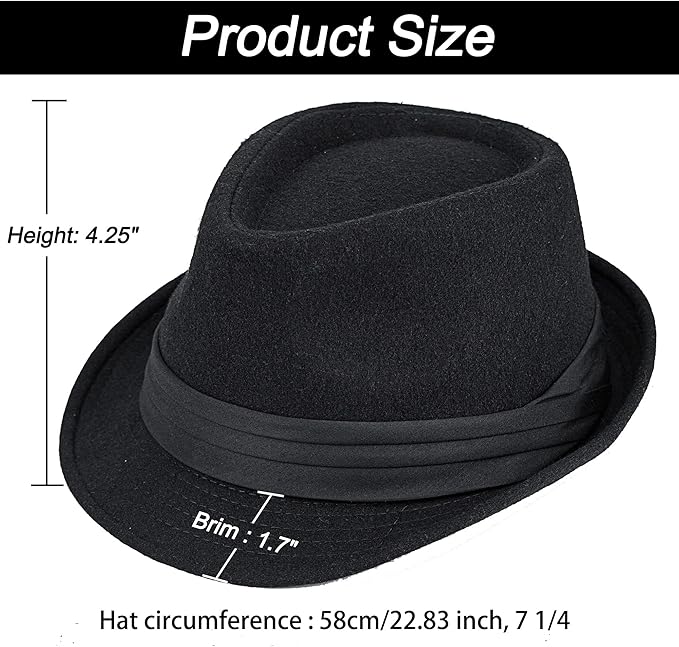 Product Size
Height: 4.25"
Brim : 1.7"
Hat circumference : 58cm/22.83 inch, 7 1/4